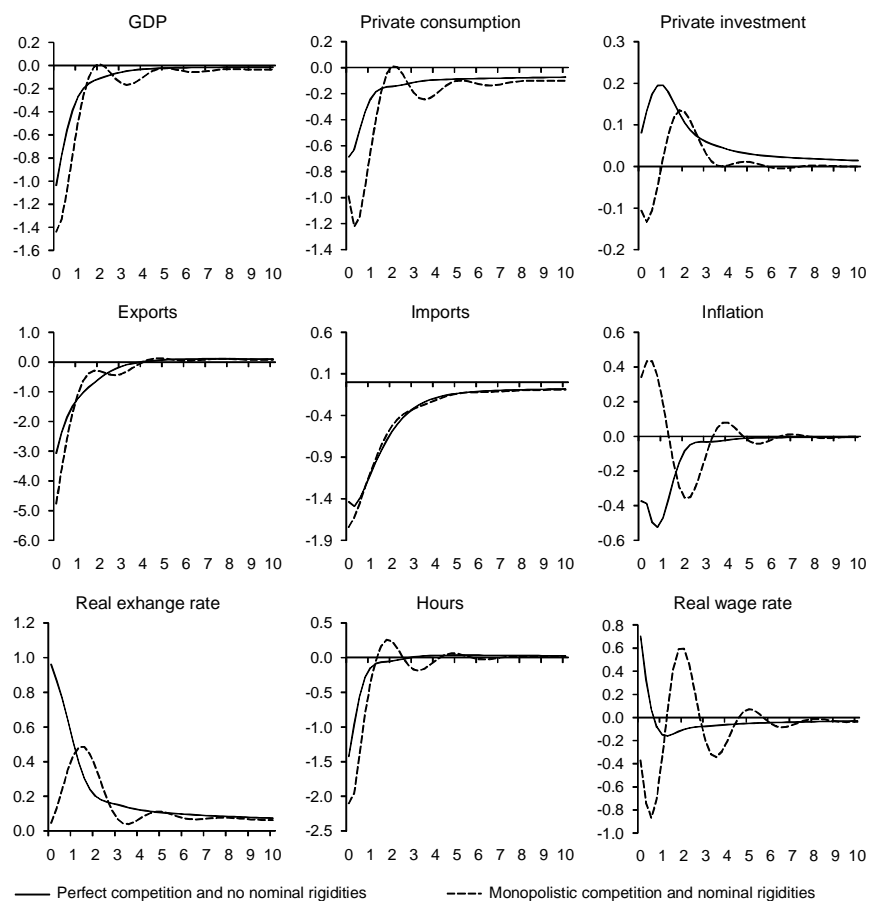 GDP Private consumption Private investment
0.2 0.2 0.3
0.0 0.0
-0.2 -0.2 0.2
-0.4 -0.4
-0.6 -0.6 0.1
-0.8 -0.8
-1.0 -1.0 0.0
-1.2 -1.2 -0.1
-1.4
-1.6 -1.4 -0.2
0 1 2 3 4 5 6 7 8 9 10 0 1 2 3 4 5 6 7 8 9 10 0 1 2 3 4 5 6 7 8 9 10
Exports Imports Inflation
1.0 0.6 0.6
0.0 0.4
-1.0 0.1 0.2
-2.0 -0.4 0.0
-3.0 -0.9
-4.0 -0.2
-5.0 -1.4 -0.4
-6.0 -1.9 -0.6
0 1 2 3 4 5 6 7 8 9 10 0 1 2 3 4 5 6 7 8 9 10 0 1 2 3 4 5 6 7 8 9 10
Real exhange rate Hours Real wage rate
1.2 0.5 0.8
1.0 0.0 0.6
0.4
0.8 -0.5 0.2
0.6 -1.0 0.0
-0.2
0.4 -1.5 -0.4
0.2 -2.0 -0.6
-0.8
0.0 -2.5 -1.0
0 1 2 3 4 5 6 7 8 9 10 0 1 2 3 4 5 6 7 8 9 10 0 1 2 3 4 5 6 7 8 9 10
Perfect competition and no nominal rigidities Monopolistic competition and nominal rigidities